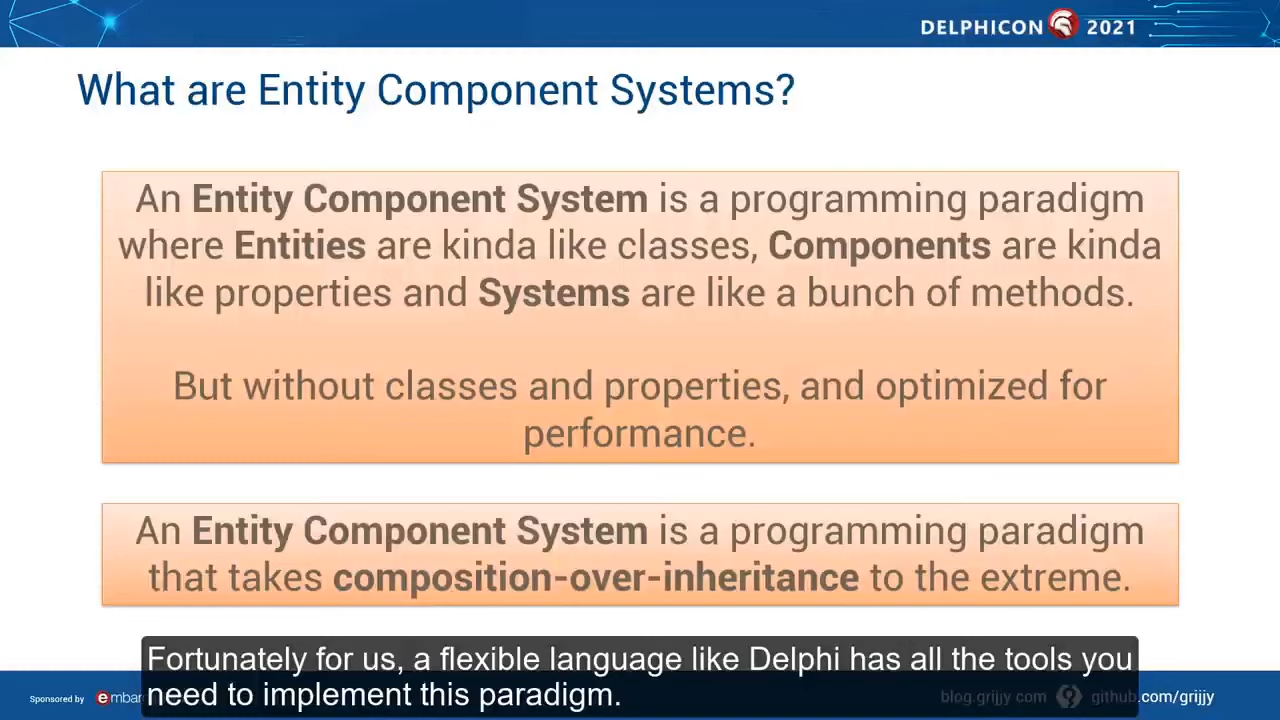 DELPHICON 2021
What are Entity Component Systems?
An Entity Component System is a programming paradigm
where Entities are kinda like classes, Components are kinda
like properties and Systems are like a bunch of methods.
But without classes and properties, and optimized for
performance.
An Entity Component System is a programming paradigm
that takes composition-over-inheritance to the extreme.
Fortunately for us, a flexible language like Delphi has all the tools you
need to implement this paradigm.
Sponsored by
blog.grijjy.com
github.com/grijjy